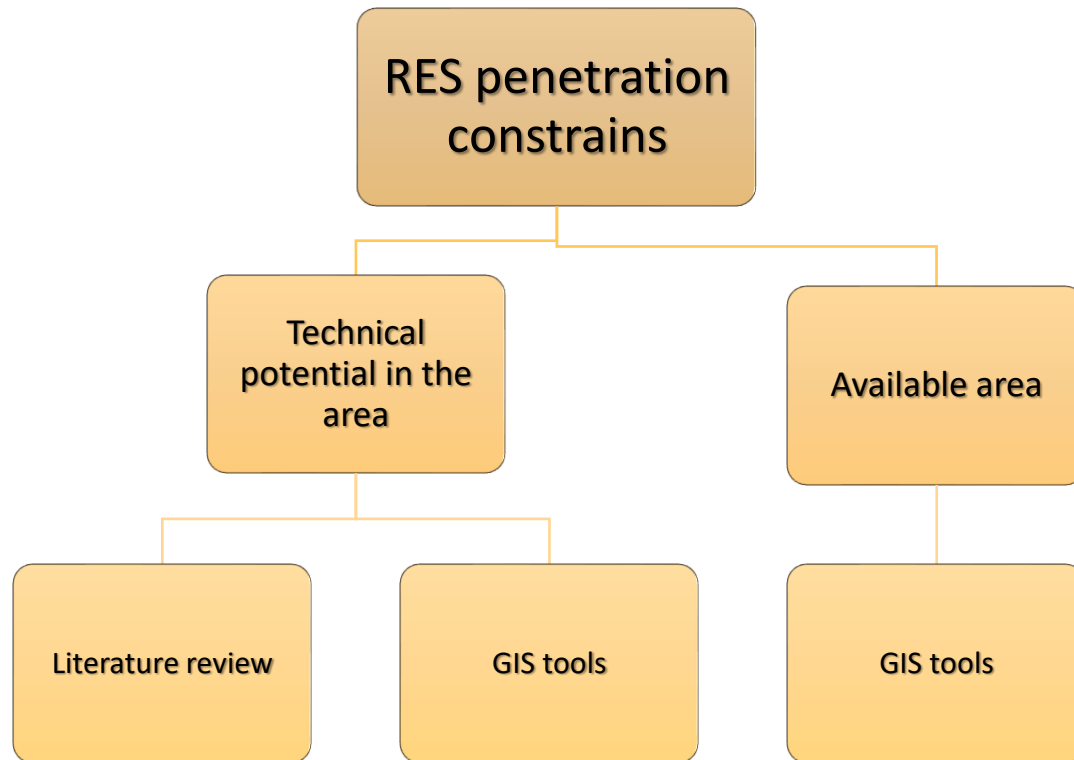 RES penetration
constrains
Technical
potential in the
area
Available area
Literature review
GIS tools
GIS tools